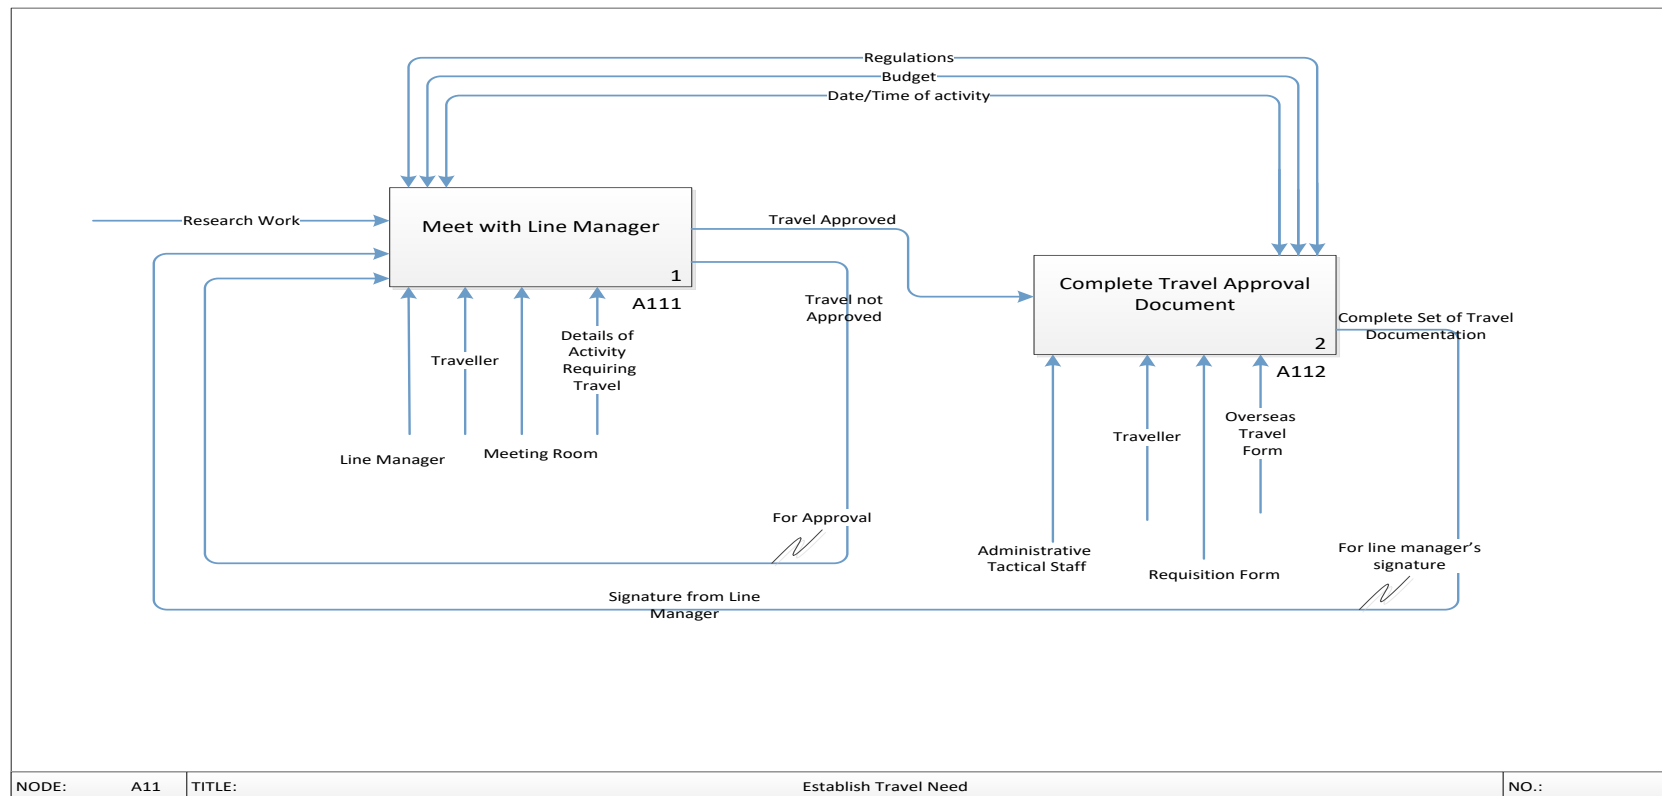 Regulations
Budget
Date/Time of activity
Research Work
Meet with Line Manager
1
A111
Travel Approved
Travel not
Approved
Complete Travel Approval
Document
2
A112
Complete Set of Travel
Documentation
Line Manager
Traveller
Meeting Room
Details of
Activity
Requiring
Travel
Administrative
Tactical Staff
Traveller
Requisition Form
Overseas
Travel
Form
For Approval
For line manager’s
signature
Signature from Line
Manager
NODE: A11 TITLE: Establish Travel Need NO.: